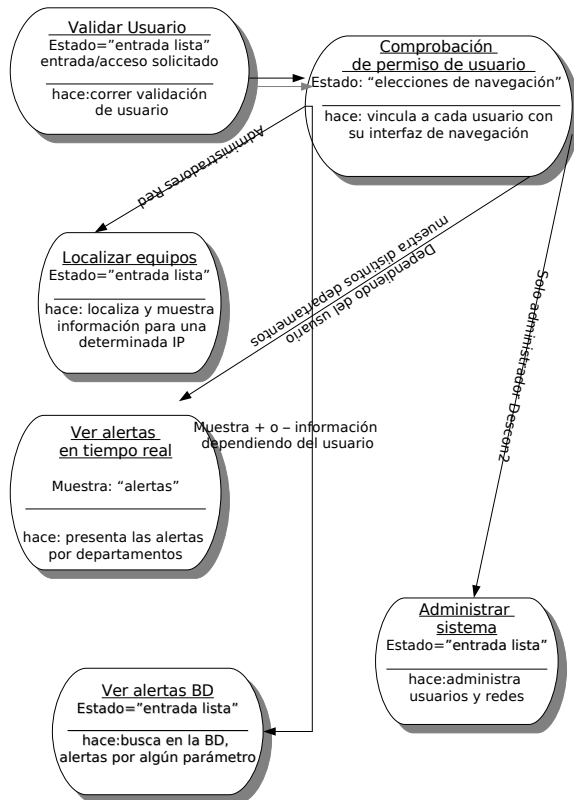 Validar Usuario
Estado=”entrada lista”
entrada/acceso solicitado
hace:correr validación
de usuario
Comprobación
de permiso de usuario
Estado: “elecciones de navegación”
hace: vincula a cada usuario con
su interfaz de navegación
Administradores Red
Localizar equipos
Estado=”entrada lista”
hace: localiza y muestra
información para una
determinada IP
Dependiendo del usuario
muestra distintos departamentos
Solo administrador Descon2
Ver alertas
en tiempo real
Muestra: “alertas”
hace: presenta las alertas
por departamentos
Muestra + o – información
dependiendo del usuario
Administrar
sistema
Estado=”entrada lista”
hace:administra
usuarios y redes
Ver alertas BD
Estado=”entrada lista”
hace:busca en la BD,
alertas por algún parámetro